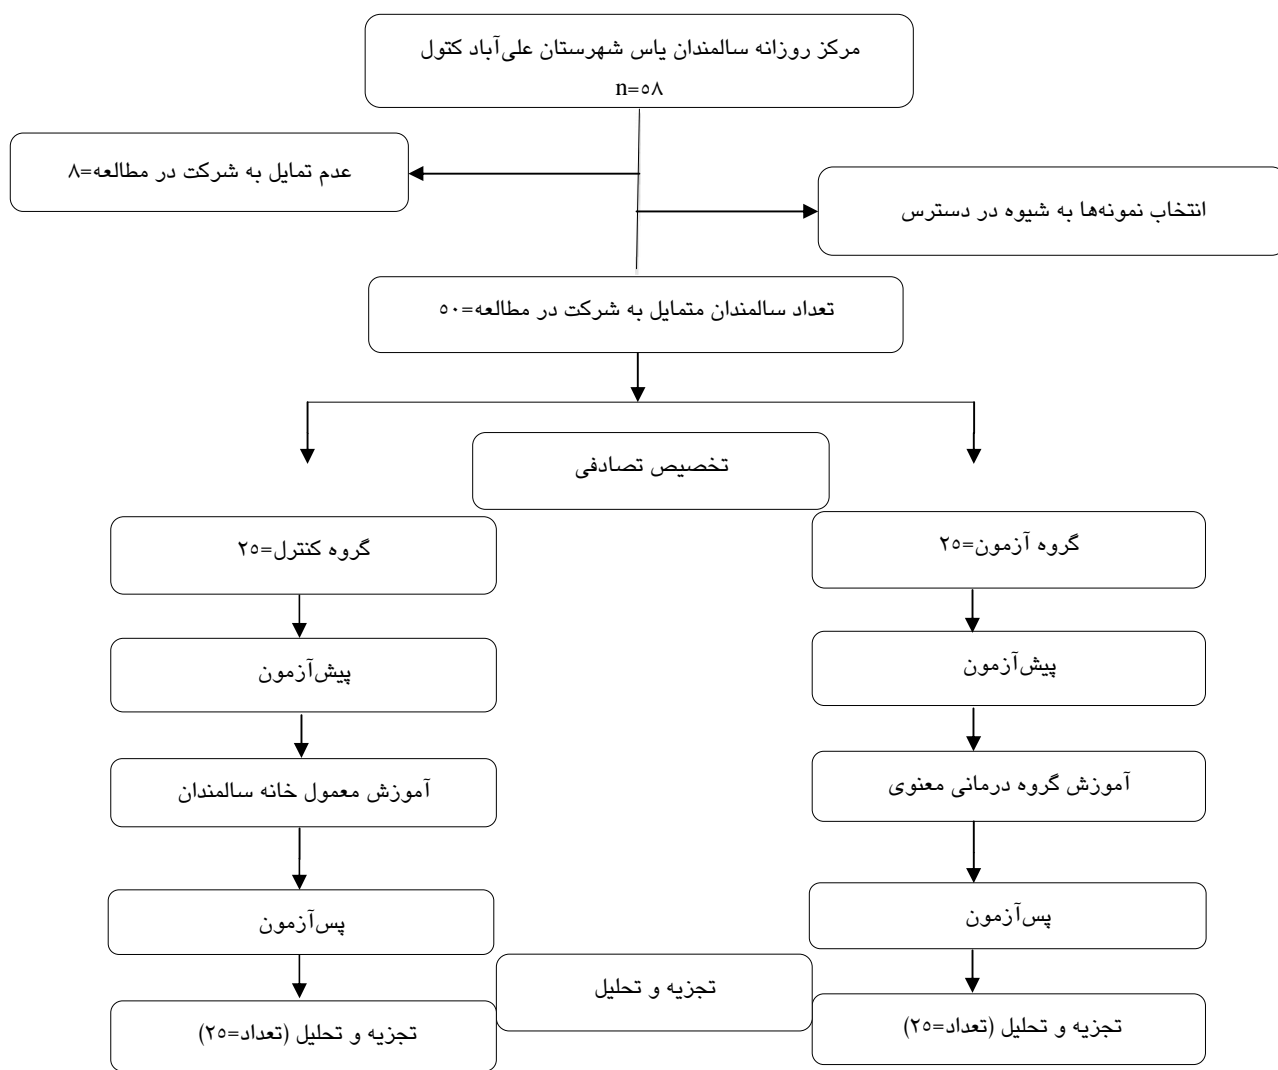 مرکز روزانه سالمندان یاس شهرستان علی‌آباد کتول
n=۵۸
عدم تمایل به شرکت در مطالعه=۸
انتخاب نمونه‌ها به شیوه در دسترس
تعداد سالمندان متمایل به شرکت در مطالعه=۵۰
تخصیص تصادفی
گروه آزمون=۲۵
گروه کنترل=۲۵
پیش‌آزمون
پیش‌آزمون
آموزش گروه درمانی معنوی
آموزش معمول خانه سالمندان
پس‌آزمون
پس‌آزمون
تجزیه و تحلیل
تجزیه و تحلیل (تعداد=۲۵)
تجزیه و تحلیل (تعداد=۲۵)